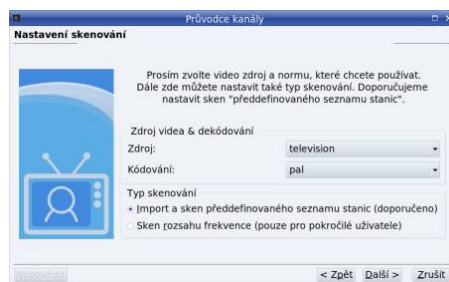 Průvodce kanály
Nastavení skenování
Prosím zvolte video zdroj a normu, které chcete používat.
Dále zde můžete nastavit také typ skenování. Doporučujeme
nastavit sken "předdefinovaného seznamu stanic".
Zdroj videa & dekódování
Zdroj:
television
Kódování:
pal
Typ skenování
Import a sken předdefinovaného seznamu stanic (doporučeno)
Sken rozsahu frekvence (pouze pro pokročilé uživatele)
Nápověda
< Zpět
Další >
Zrušit